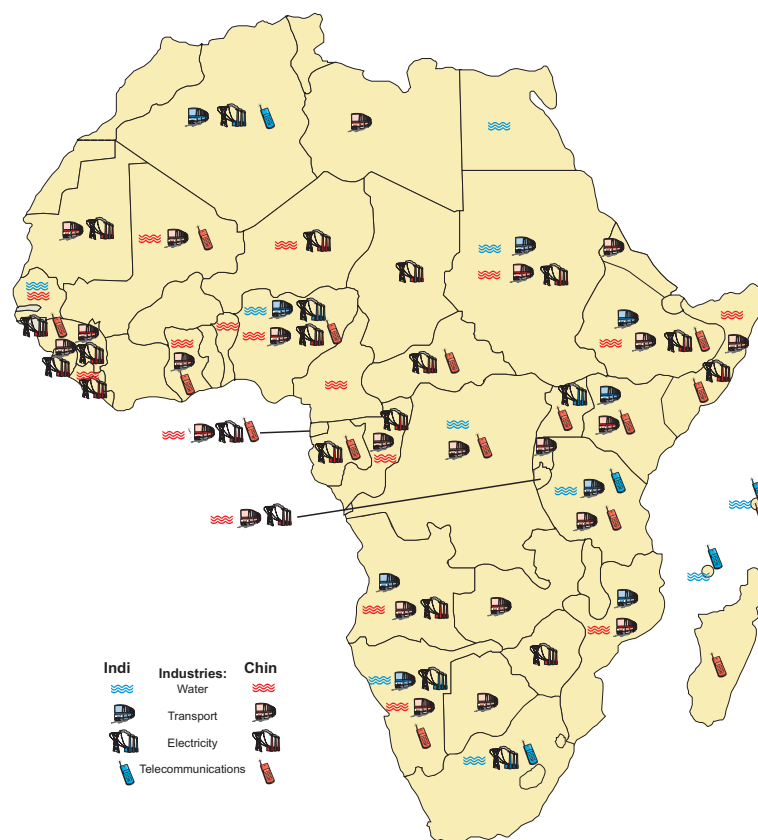 Indi Industries: Chin
Water
Transport
Electricity
Telecommunications